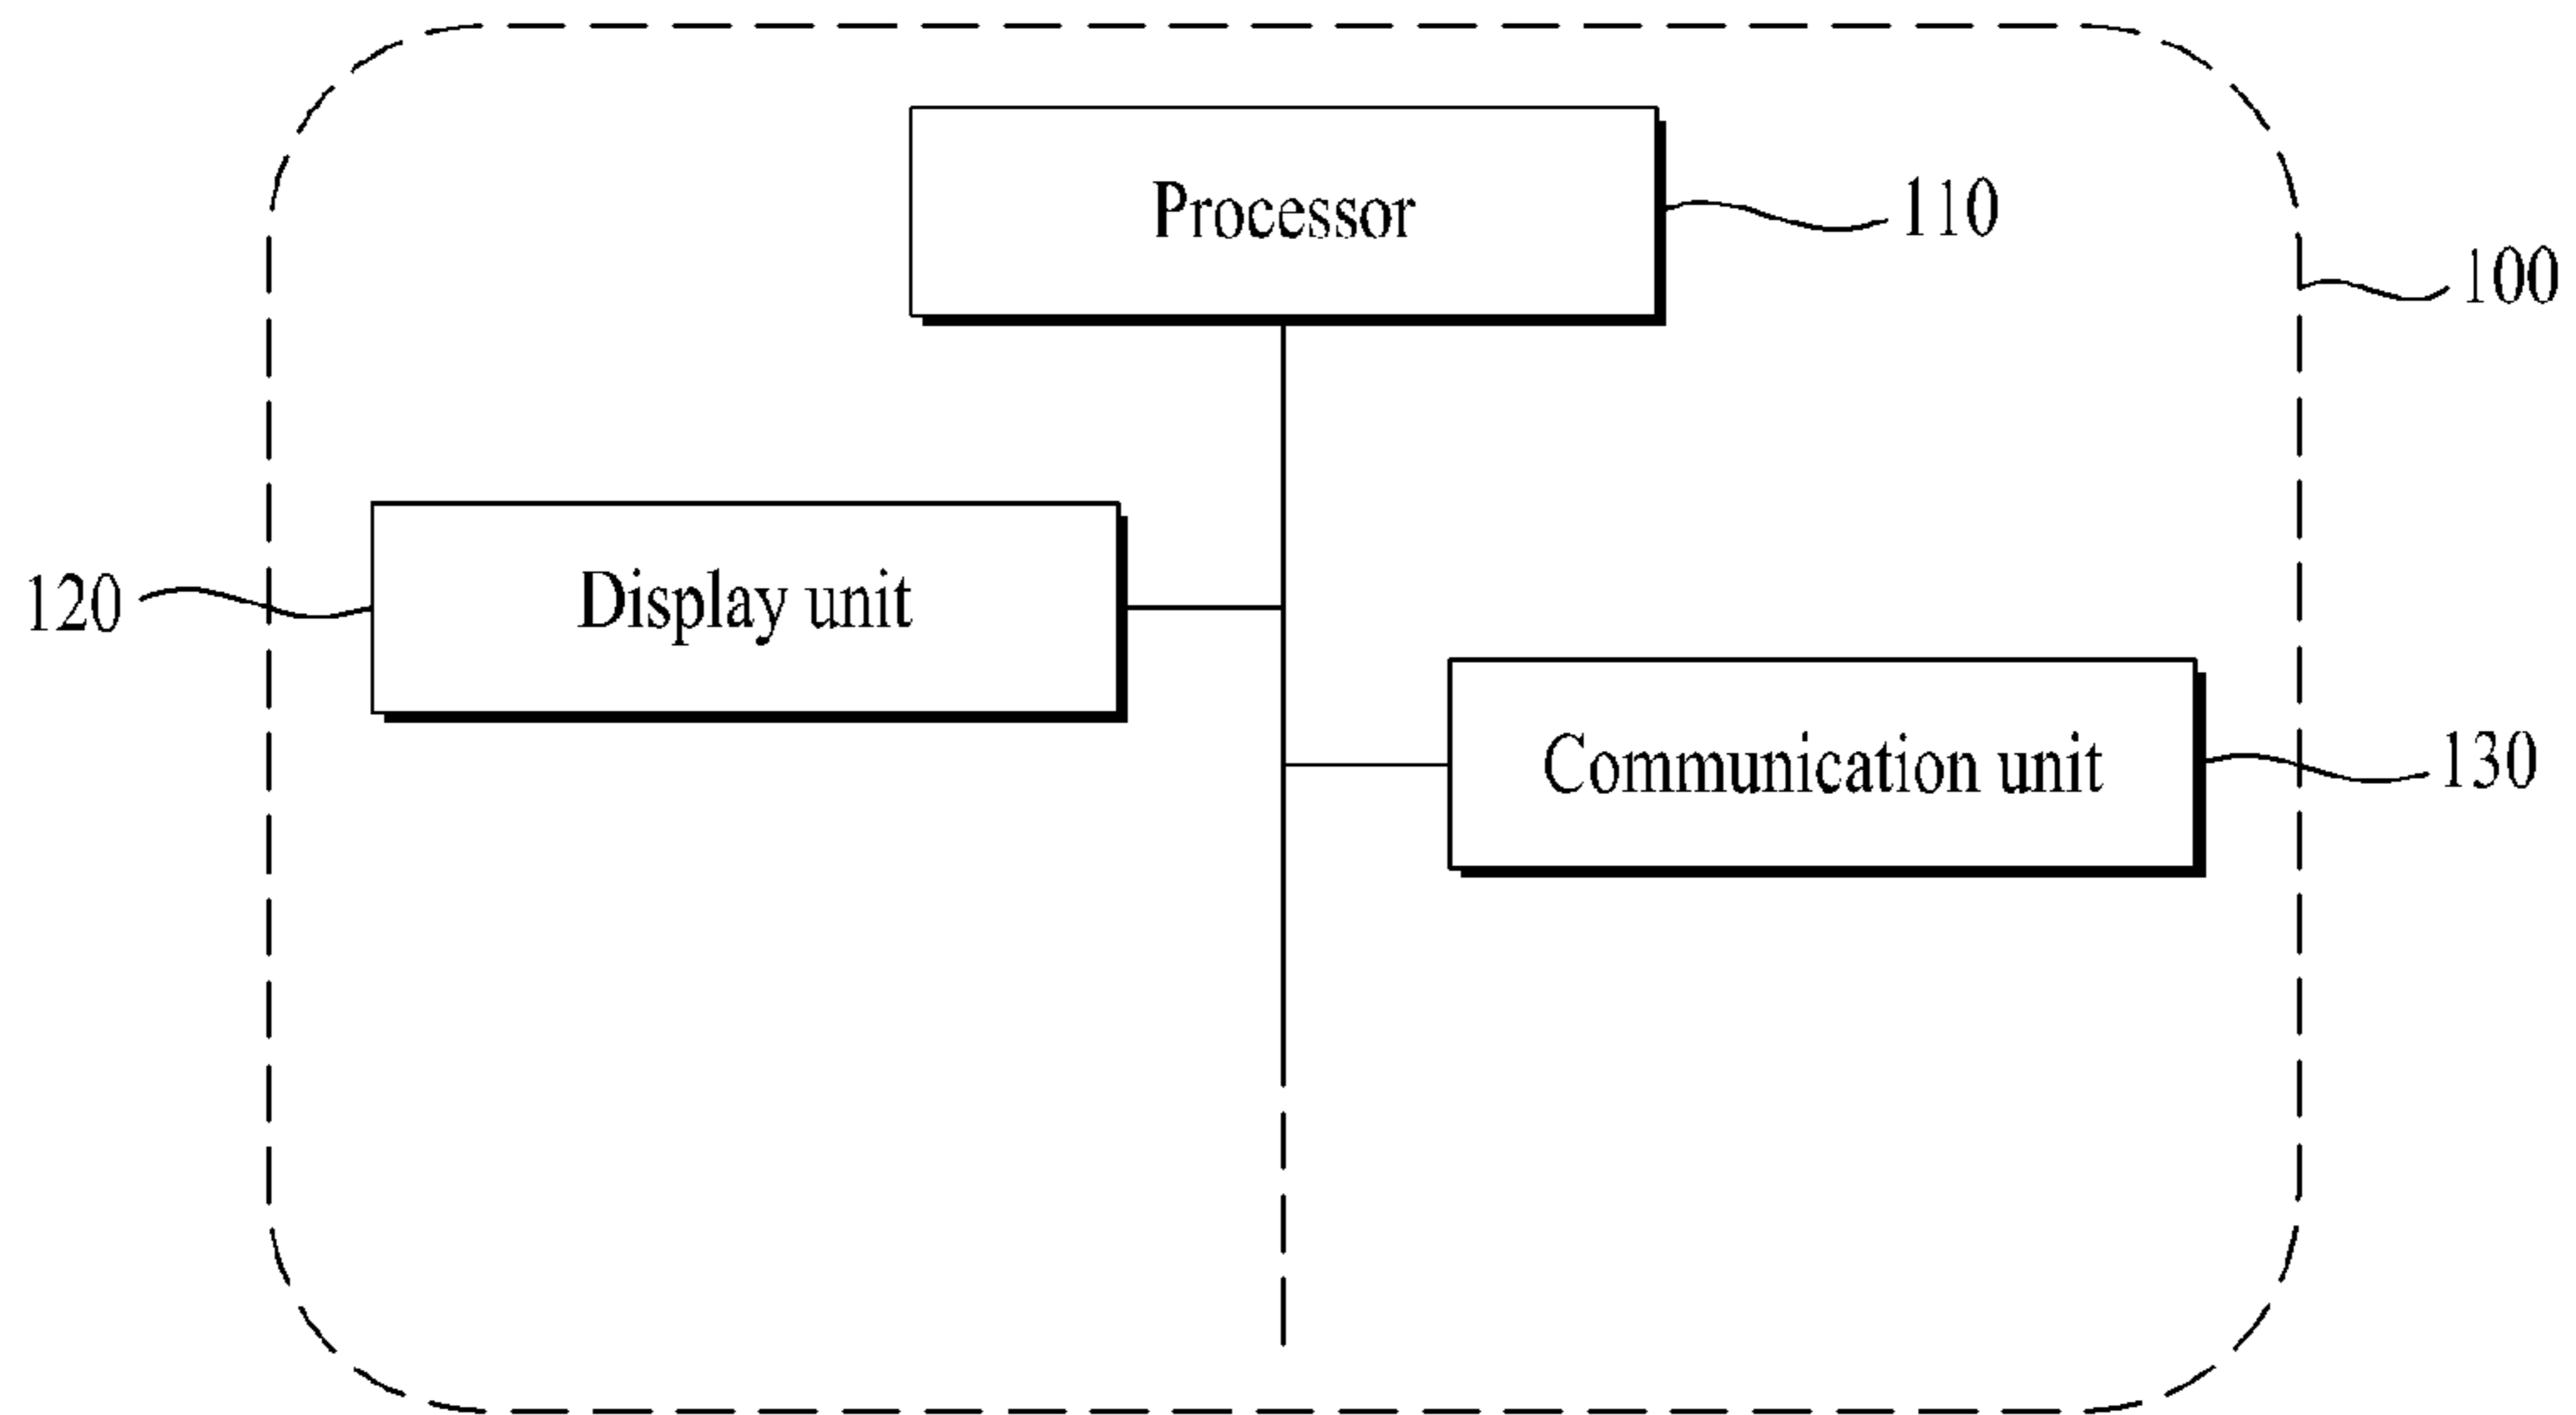 Processor
110
100
120
Display unit
Communication unit
130